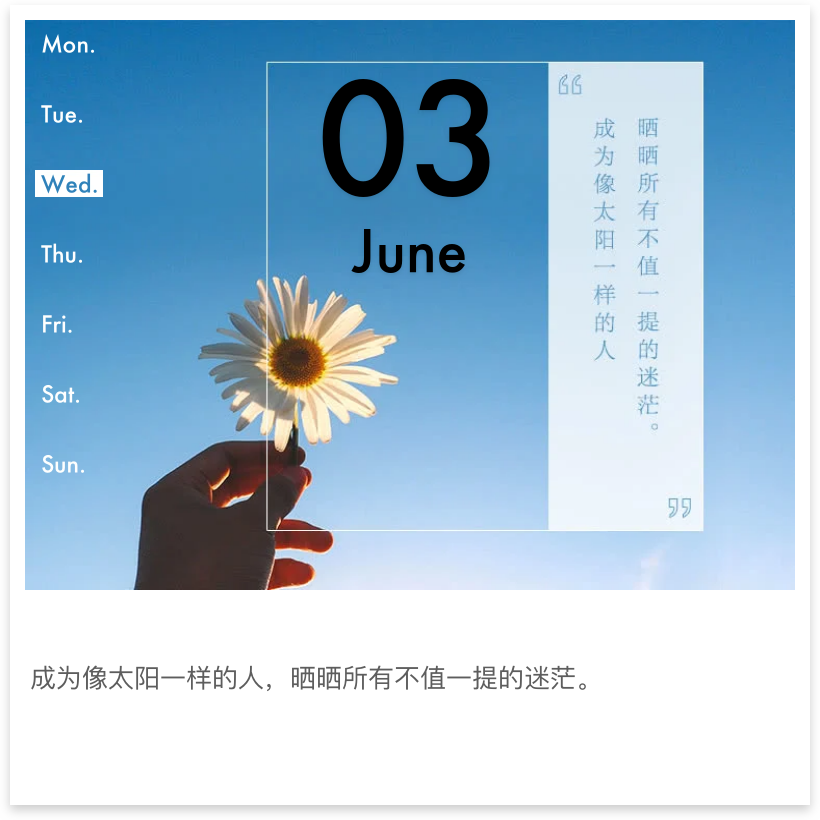 Mon.
Tue.
Wed.
Thu.
Fri.
Sat.
Sun.
03
June
“
成为像太阳一样的人
晒晒所有不值一提的迷茫。
”
成为像太阳一样的人，晒晒所有不值一提的迷茫。